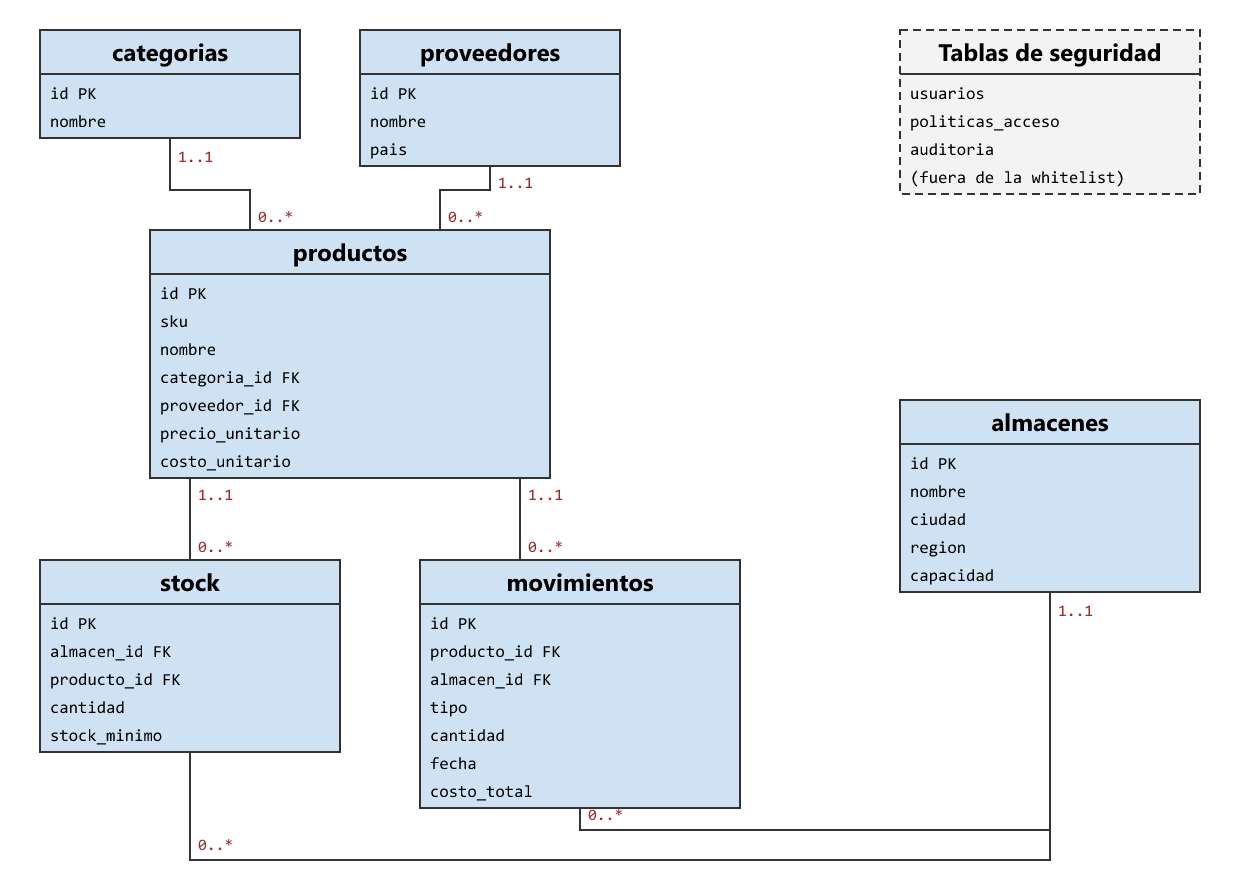 categorias
id PK
nombre
1..1
proveedores
id PK
nombre
pais
1..1
Tablas de seguridad
usuarios
politicas_acceso
auditoria
(fuera de la whitelist)
0..*
0..*
productos
id PK
sku
nombre
categoria_id FK
proveedor_id FK
precio_unitario
costo_unitario
1..1
1..1
almacenes
id PK
nombre
ciudad
region
capacidad
1..1
0..*
0..*
stock
id PK
almacen_id FK
producto_id FK
cantidad
stock_minimo
0..*
movimientos
id PK
producto_id FK
almacen_id FK
tipo
cantidad
fecha
costo_total
0..*